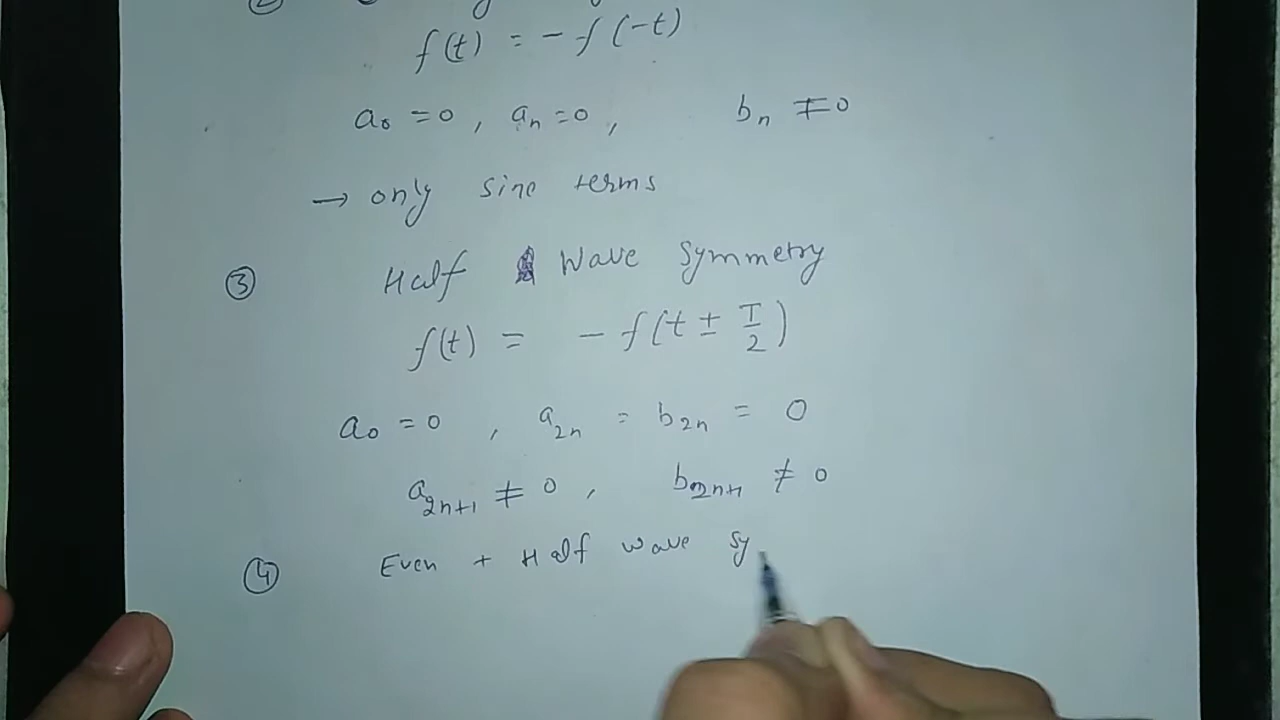 ②
f(t) = - f(-t)
a₀ = 0 , aₙ = 0 , bₙ ≠ 0
→ only sine terms
③ Half Wave Symmetry
f(t) = - f(t ± T/2)
a₀ = 0 , a₂ₙ = b₂ₙ = 0
a₂ₙ₊₁ ≠ 0 , b₂ₙ₊₁ ≠ 0
④ Even + Half wave Sy